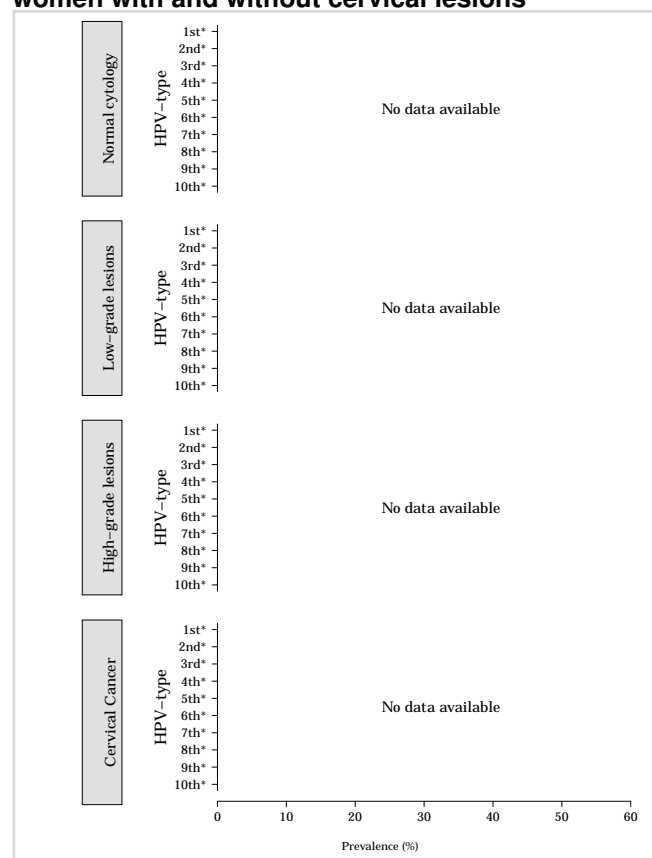 women with and without cervical lesions
Normal cytology
HPV−type
1st*
2nd*
3rd*
4th*
5th*
6th*
7th*
8th*
9th*
10th*
No data available
Low−grade lesions
HPV−type
1st*
2nd*
3rd*
4th*
5th*
6th*
7th*
8th*
9th*
10th*
No data available
High−grade lesions
HPV−type
1st*
2nd*
3rd*
4th*
5th*
6th*
7th*
8th*
9th*
10th*
No data available
Cervical Cancer
HPV−type
1st*
2nd*
3rd*
4th*
5th*
6th*
7th*
8th*
9th*
10th*
No data available
0 10 20 30 40 50 60
Prevalence (%)